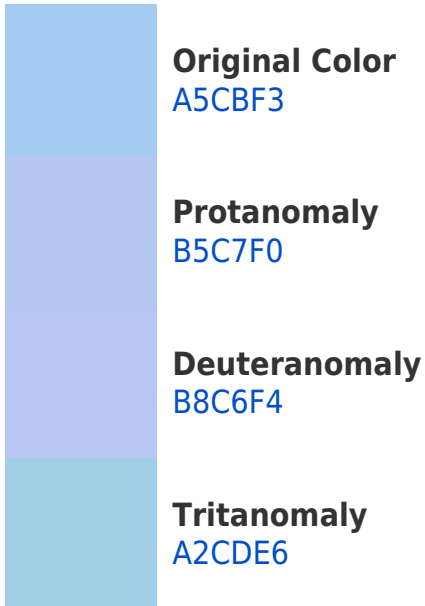 Original Color
A5CBF3
Protanomaly
B5C7F0
Deuteranomaly
B8C6F4
Tritanomaly
A2CDE6